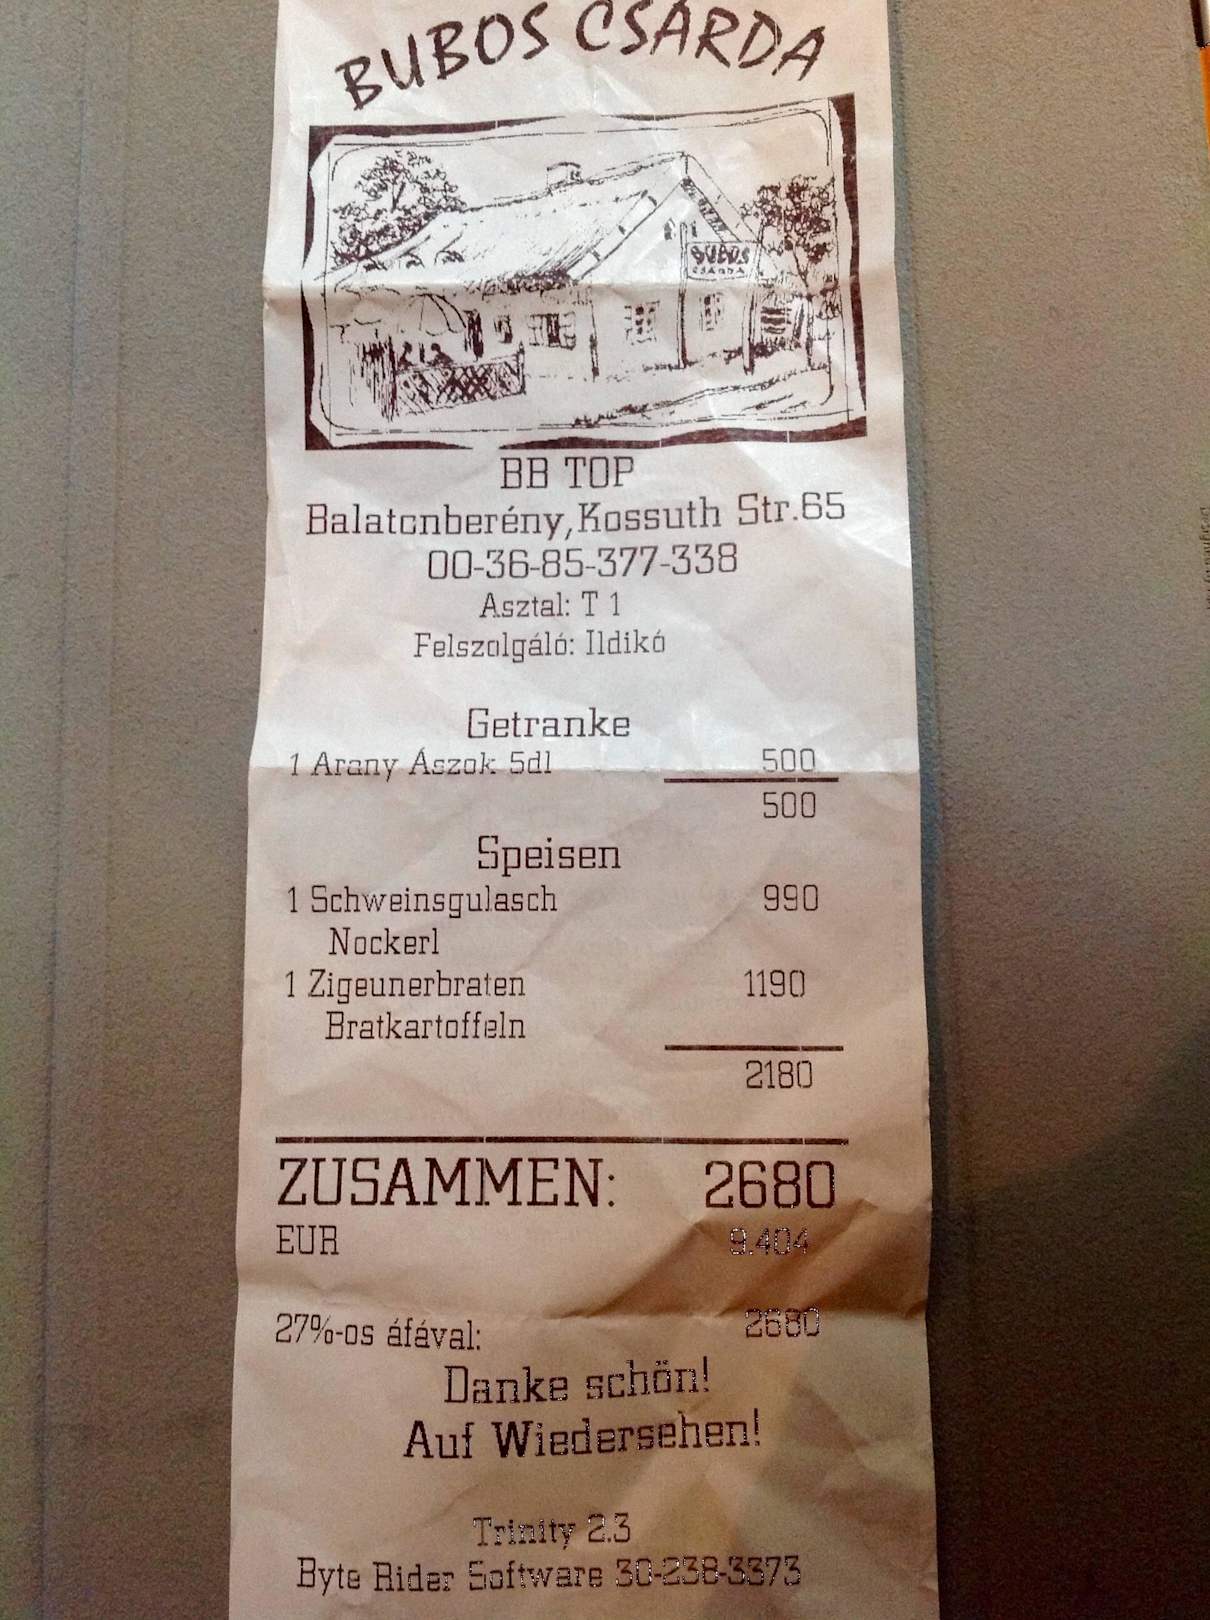 BUBOS CSÁRDA
BUBOS
CSÁRDA
BB TOP
Balatonberény,Kossuth Str.65
00-36-85-377-338
Asztal: T 1
Felszolgáló: Ildikó
Getranke
1 Arany Ászok 5dl 500
500
Speisen
1 Schweinsgulasch 990
Nockerl
1 Zigeunerbraten 1190
Bratkartoffeln
2180
ZUSAMMEN: 2680
EUR 9.404
27%-os áfával: 2680
Danke schön!
Auf Wiedersehen!
Trinity 2.3
Byte Rider Software 30-238-3373